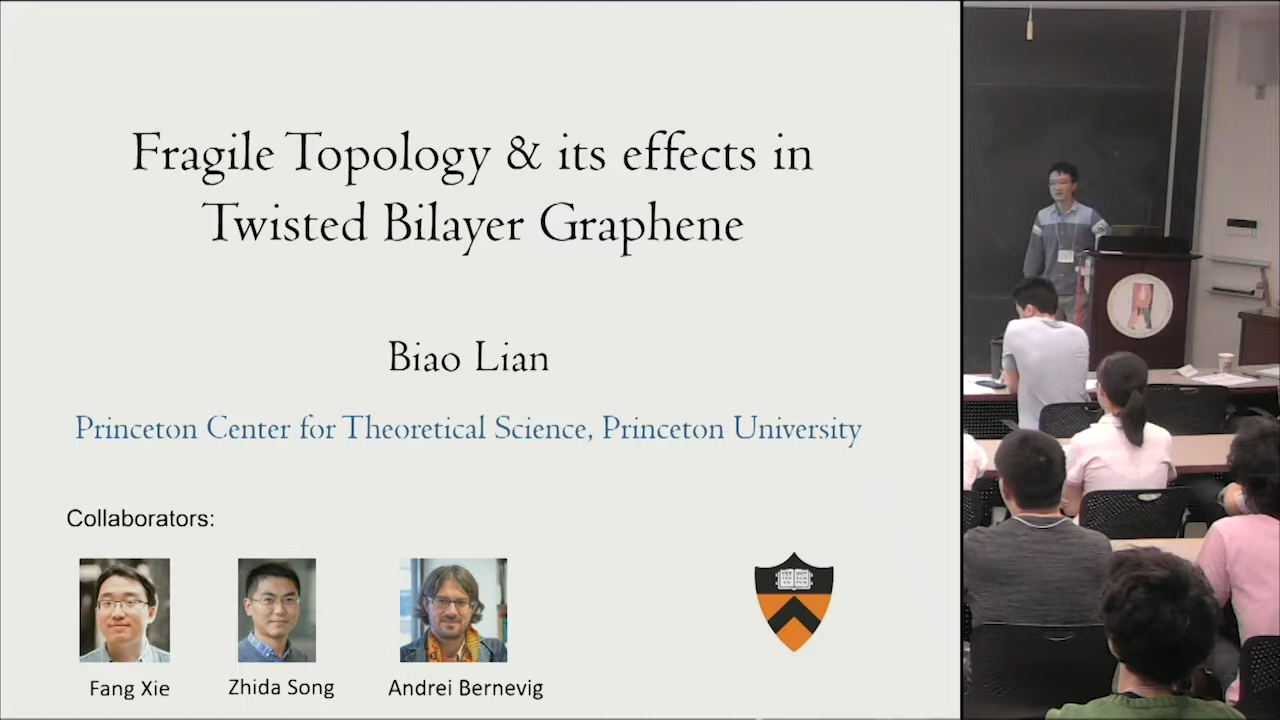 Fragile Topology & its effects in
Twisted Bilayer Graphene
Biao Lian
Princeton Center for Theoretical Science, Princeton University
Collaborators:
Fang Xie
Zhida Song
Andrei Bernevig